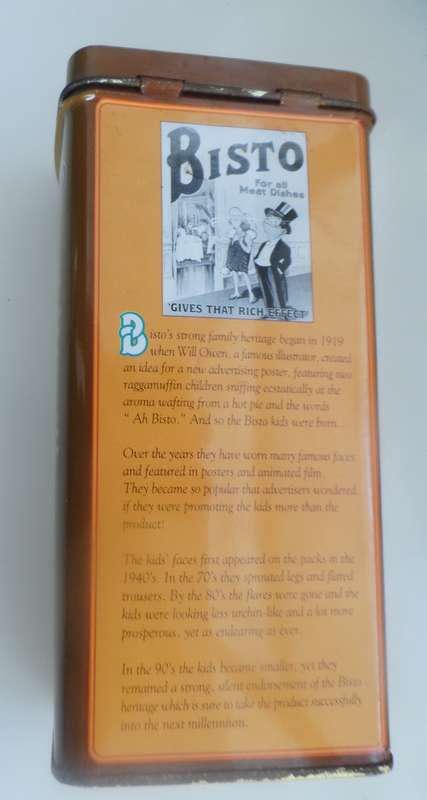 BISTO
For all
Meat Dishes
'GIVES THAT RICH EFFECT'
Bisto's strong family heritage began in 1919
when Will Owen, a famous illustrator, created
an idea for a new advertising poster, featuring two
raggamuffin children sniffing ecstatically at the
aroma wafting from a hot pie and the words
"Ah Bisto." And so the Bisto kids were born.
Over the years they have worn many famous faces
and featured in posters and animated film.
They became so popular that advertisers wondered
if they were promoting the kids more than the
product!
The kids' faces first appeared on the packs in the
1940's. In the 70's they sprouted legs and flared
trousers. By the 80's the flares were gone and the
kids were looking less urchin-like and a lot more
prosperous, yet as endearing as ever.
In the 90's the kids became smaller, yet they
remained a strong, silent endorsement of the Bisto
heritage which is sure to take the product successfully
into the next millennium.